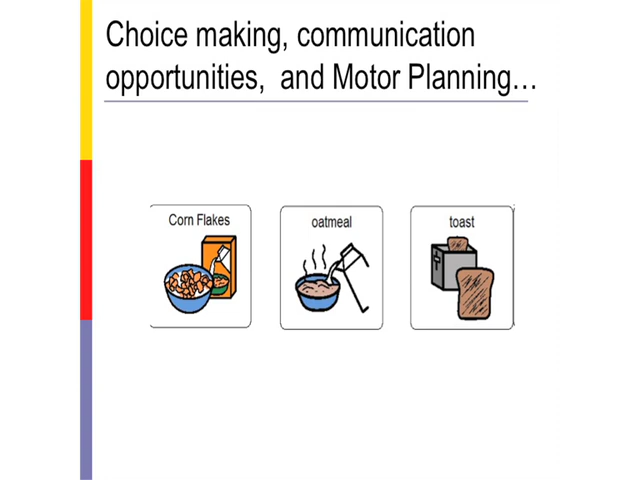 Choice making, communication
opportunities,  and Motor Planning…
Corn Flakes
oatmeal
toast